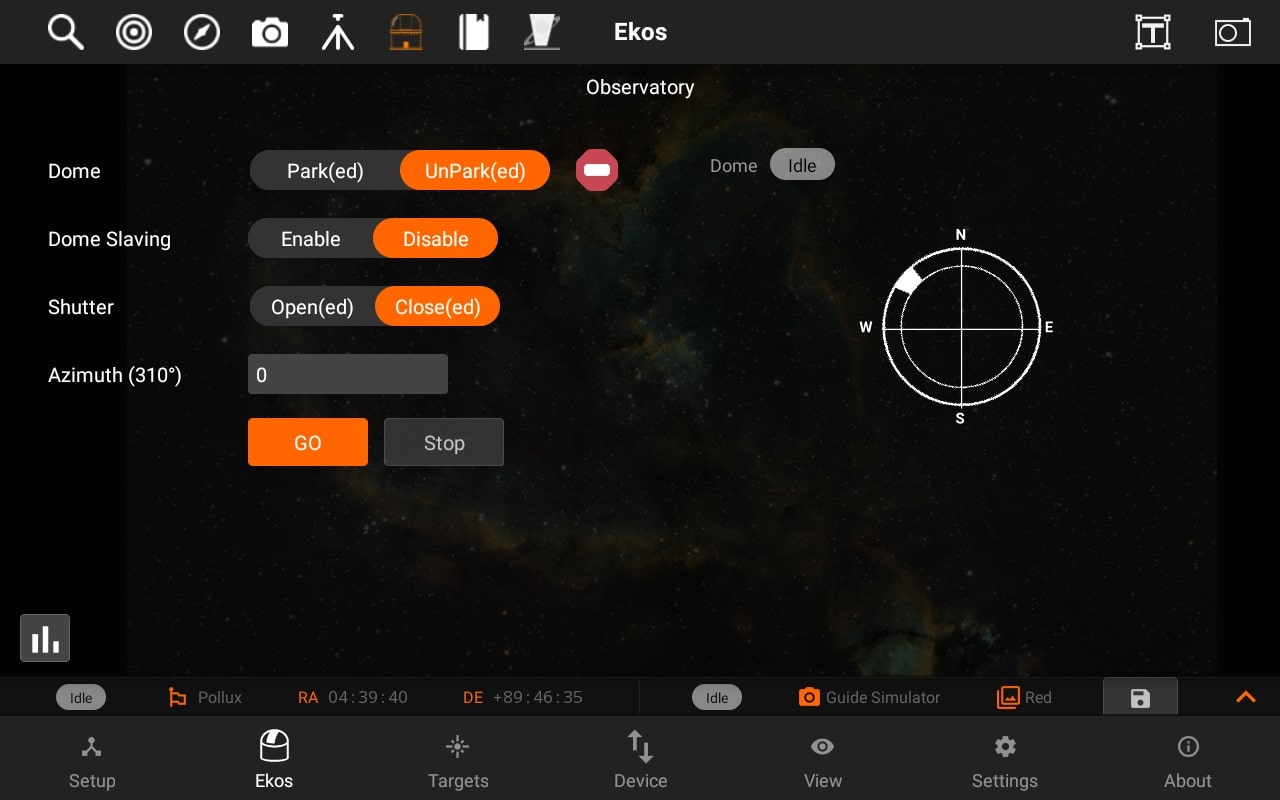 Ekos
T
Observatory
Dome Park(ed) UnPark(ed) Dome Idle
Dome Slaving Enable Disable
Shutter Open(ed) Close(ed)
Azimuth (310°) 0
GO Stop
N
W E
S
Idle Pollux RA 04:39:40 DE +89:46:35 Idle Guide Simulator Red
Setup Ekos Targets Device View Settings About